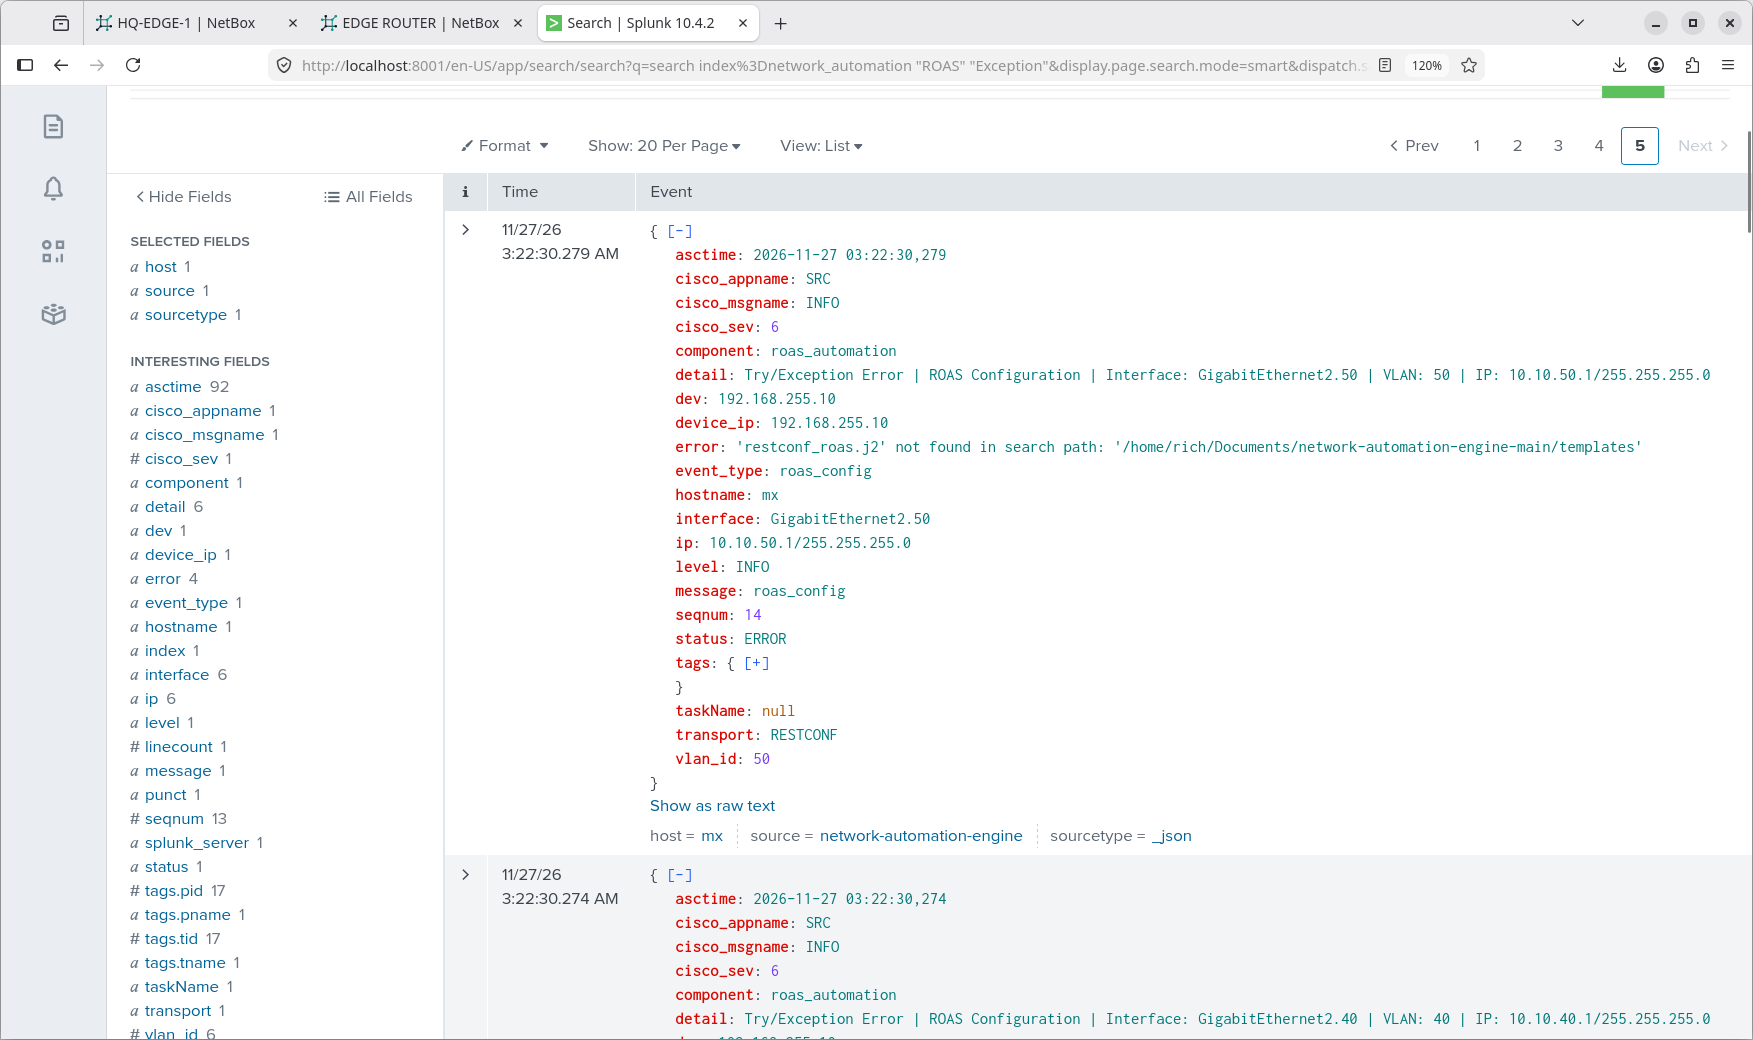 HQ-EDGE-1 | NetBox
EDGE ROUTER | NetBox
Search | Splunk 10.4.2
http://localhost:8001/en-US/app/search/search?q=search index%3Dnetwork_automation "ROAS" "Exception"&display.page.search.mode=smart&dispatch.s
120%
Format
Show: 20 Per Page
View: List
Prev 1 2 3 4 5 Next
Hide Fields
All Fields
SELECTED FIELDS
a host 1
a source 1
a sourcetype 1
INTERESTING FIELDS
a asctime 92
a cisco_appname 1
a cisco_msgname 1
# cisco_sev 1
a component 1
a detail 6
a dev 1
a device_ip 1
a error 4
a event_type 1
a hostname 1
a index 1
a interface 6
a ip 6
a level 1
# linecount 1
a message 1
a punct 1
# seqnum 13
a splunk_server 1
a status 1
# tags.pid 17
a tags.pname 1
# tags.tid 17
a tags.tname 1
a taskName 1
a transport 1
# vlan_id 6
i Time Event
11/27/26
3:22:30.279 AM
{ [-]
asctime: 2026-11-27 03:22:30,279
cisco_appname: SRC
cisco_msgname: INFO
cisco_sev: 6
component: roas_automation
detail: Try/Exception Error | ROAS Configuration | Interface: GigabitEthernet2.50 | VLAN: 50 | IP: 10.10.50.1/255.255.255.0
dev: 192.168.255.10
device_ip: 192.168.255.10
error: 'restconf_roas.j2' not found in search path: '/home/rich/Documents/network-automation-engine-main/templates'
event_type: roas_config
hostname: mx
interface: GigabitEthernet2.50
ip: 10.10.50.1/255.255.255.0
level: INFO
message: roas_config
seqnum: 14
status: ERROR
tags: { [+]
}
taskName: null
transport: RESTCONF
vlan_id: 50
}
Show as raw text
host = mx
source = network-automation-engine
sourcetype = _json
11/27/26
3:22:30.274 AM
{ [-]
asctime: 2026-11-27 03:22:30,274
cisco_appname: SRC
cisco_msgname: INFO
cisco_sev: 6
component: roas_automation
detail: Try/Exception Error | ROAS Configuration | Interface: GigabitEthernet2.40 | VLAN: 40 | IP: 10.10.40.1/255.255.255.0